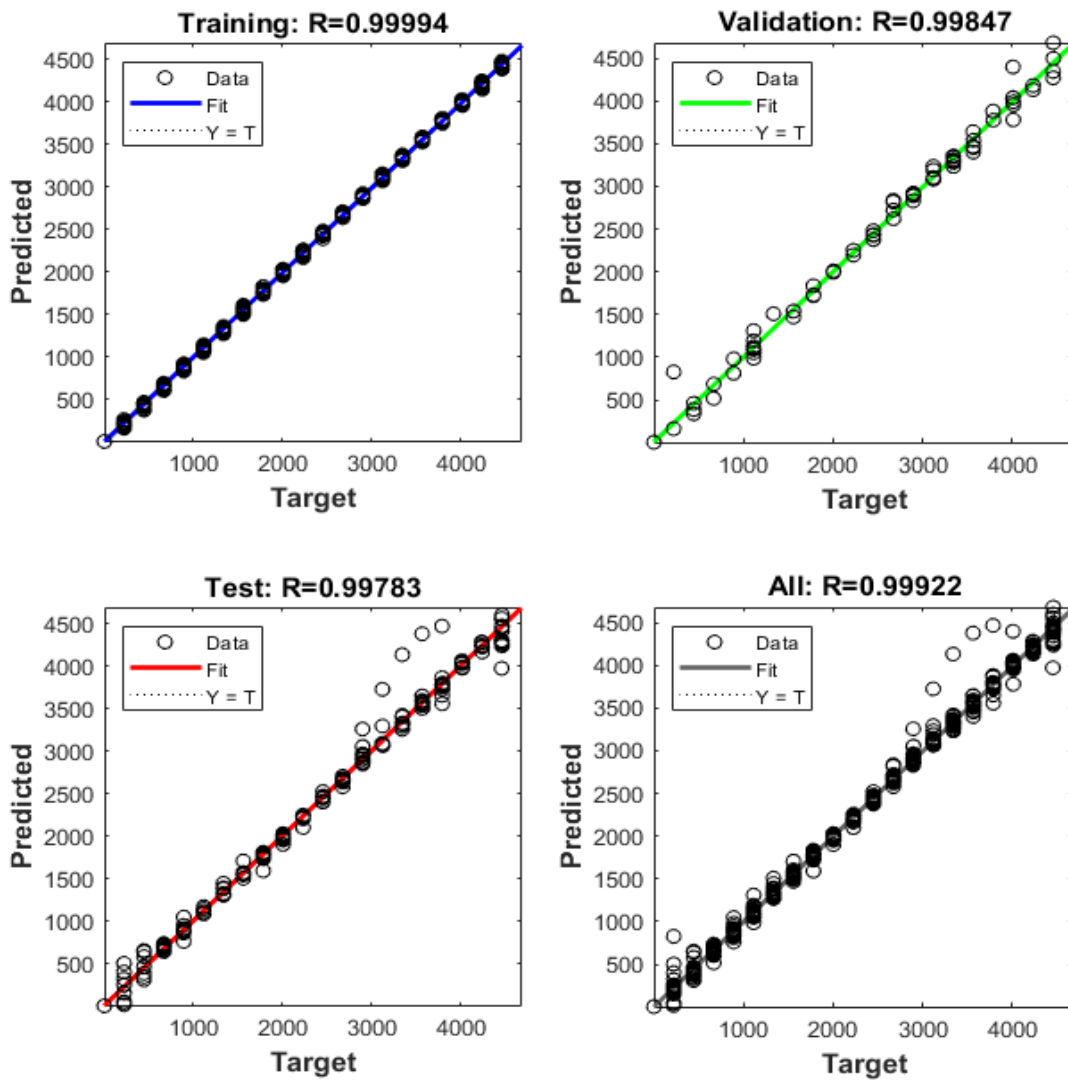 Training: R=0.99994
4500
4000
3500
3000
2500
2000
1500
1000
500
Predicted
Data
Fit
Y = T
1000 2000 3000 4000
Target
Validation: R=0.99847
4500
4000
3500
3000
2500
2000
1500
1000
500
Predicted
Data
Fit
Y = T
1000 2000 3000 4000
Target
Test: R=0.99783
4500
4000
3500
3000
2500
2000
1500
1000
500
Predicted
Data
Fit
Y = T
1000 2000 3000 4000
Target
All: R=0.99922
4500
4000
3500
3000
2500
2000
1500
1000
500
Predicted
Data
Fit
Y = T
1000 2000 3000 4000
Target